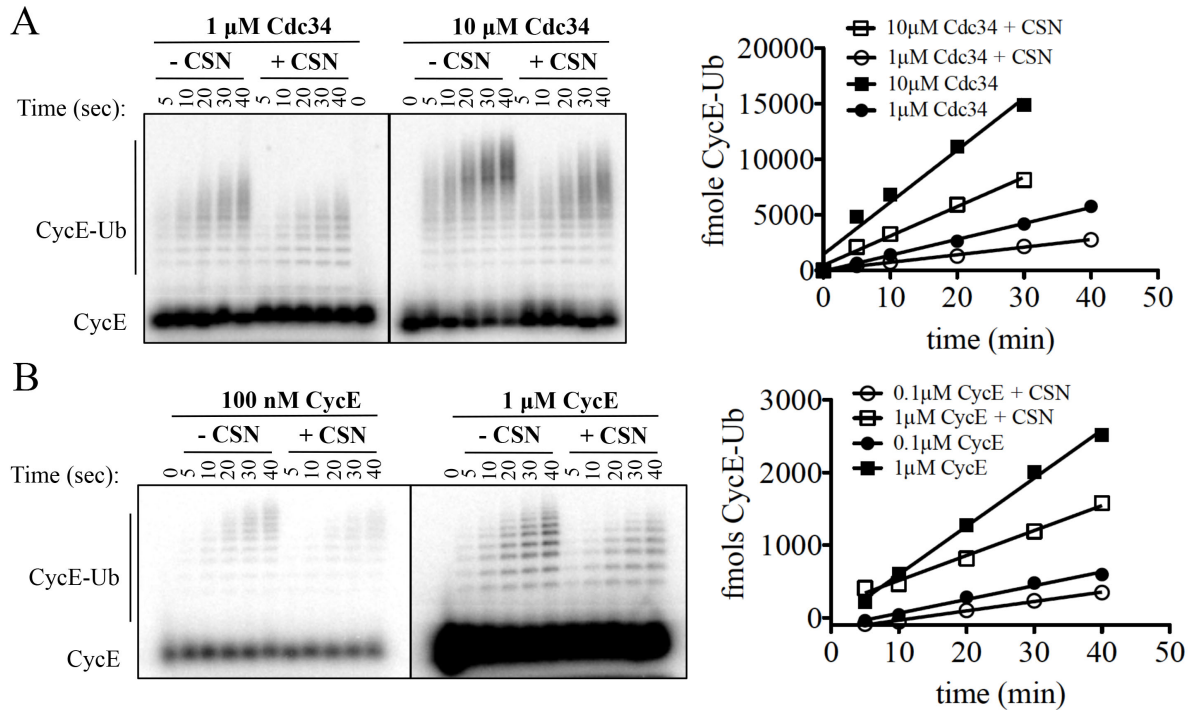 A
1 μM Cdc34
10 μM Cdc34
- CSN
+ CSN
- CSN
+ CSN
Time (sec):
5
10
20
30
40
5
10
20
30
40
0
0
5
10
20
30
40
5
10
20
30
40
CycE-Ub
CycE
10μM Cdc34 + CSN
1μM Cdc34 + CSN
10μM Cdc34
1μM Cdc34
fmole CycE-Ub
20000
15000
10000
5000
0
0
10
20
30
40
50
time (min)
B
100 nM CycE
1 μM CycE
- CSN
+ CSN
- CSN
+ CSN
Time (sec):
0
5
10
20
30
40
5
10
20
30
40
0
5
10
20
30
40
5
10
20
30
40
CycE-Ub
CycE
0.1μM CycE + CSN
1μM CycE + CSN
0.1μM CycE
1μM CycE
fmols CycE-Ub
3000
2000
1000
0
0
10
20
30
40
50
time (min)